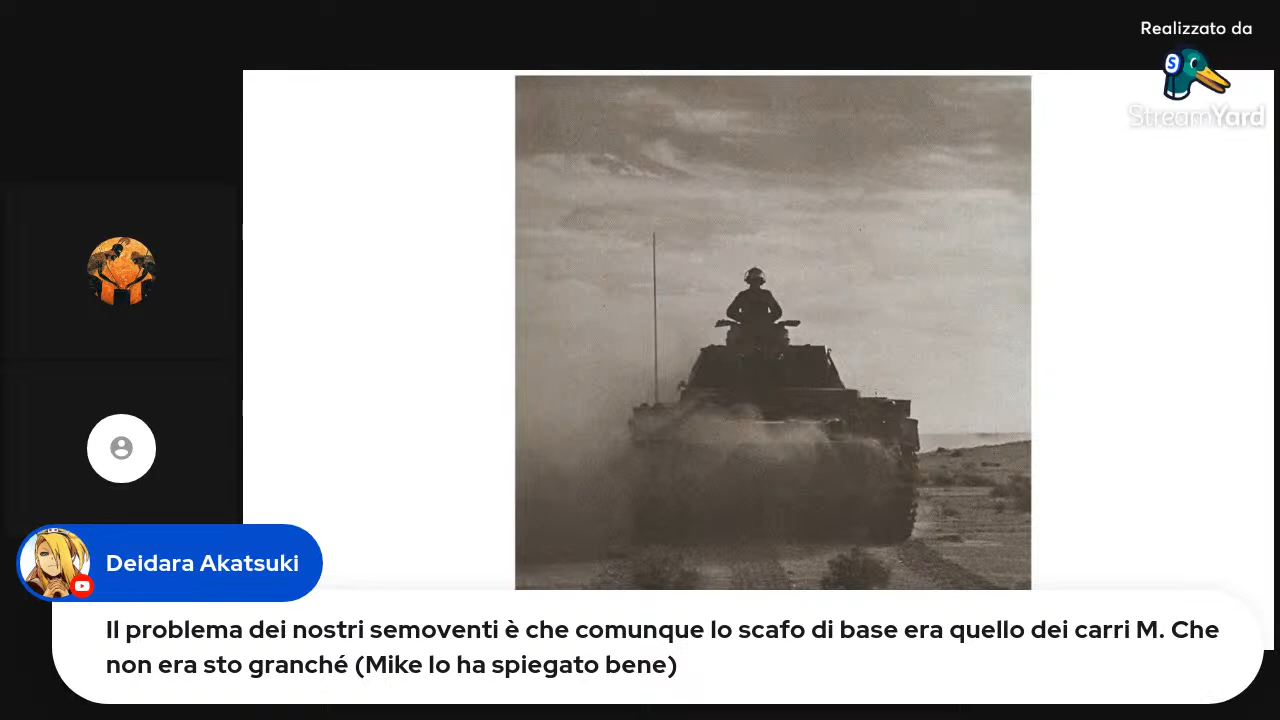 Realizzato da
S
StreamYard
Deidara Akatsuki
Il problema dei nostri semoventi è che comunque lo scafo di base era quello dei carri M. Che
non era sto granché (Mike lo ha spiegato bene)